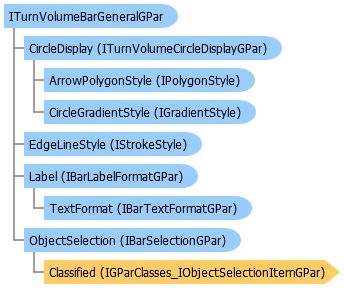 ITurnVolumeBarGeneralGPar
CircleDisplay (ITurnVolumeCircleDisplayGPar)
ArrowPolygonStyle (IPolygonStyle)
CircleGradientStyle (IGradientStyle)
EdgeLineStyle (IStrokeStyle)
Label (IBarLabelFormatGPar)
TextFormat (IBarTextFormatGPar)
ObjectSelection (IBarSelectionGPar)
Classified (IGParClasses_IObjectSelectionItemGPar)